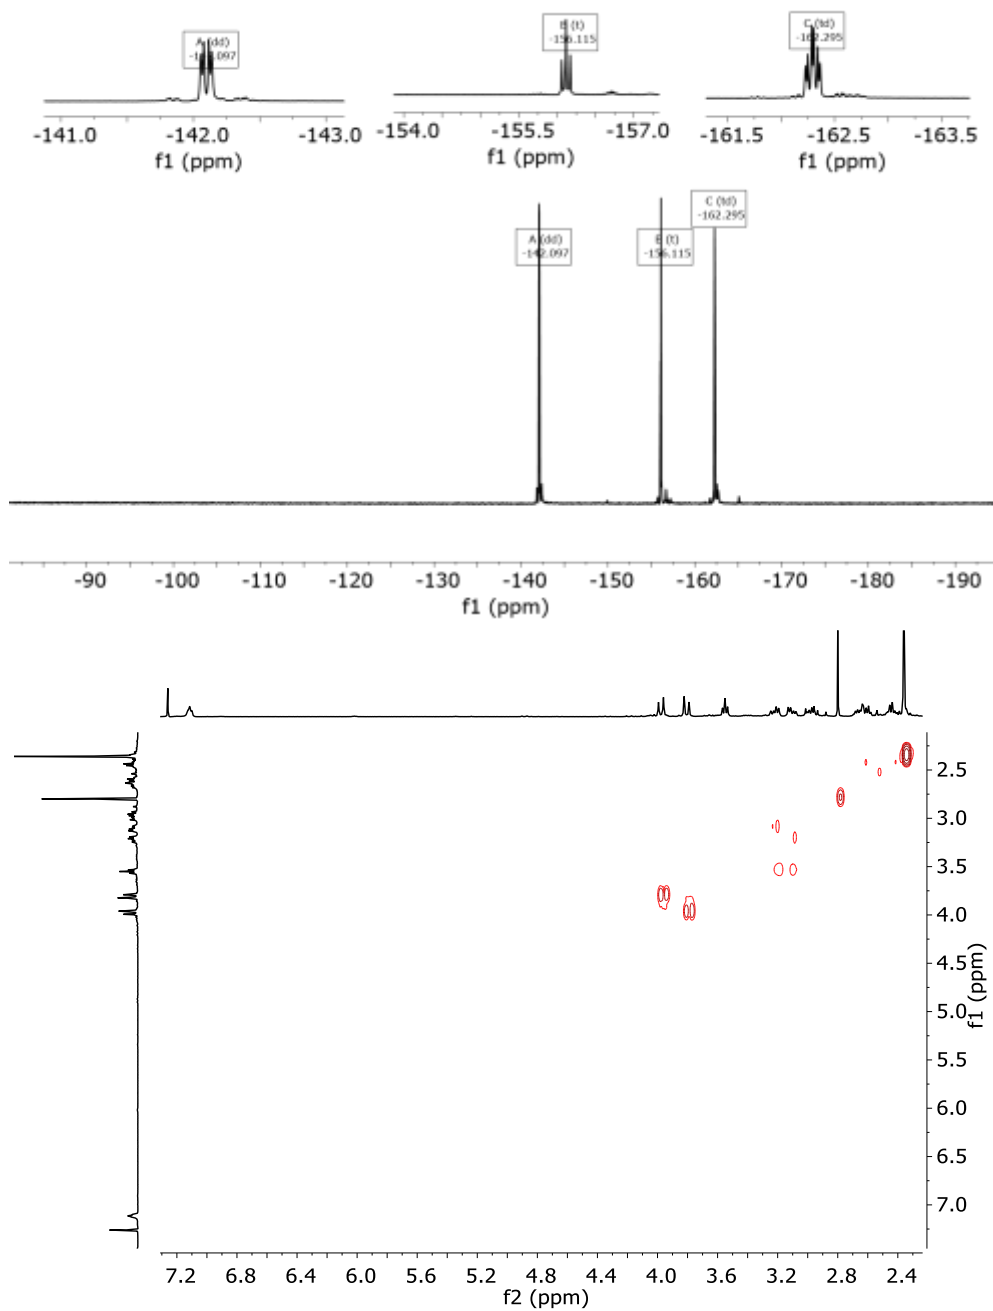 A (dd)
B (t)
-156.115
C (td)
-162.295
-141.0 -142.0 -143.0
f1 (ppm)
-154.0 -155.5 -157.0
f1 (ppm)
-161.5 -162.5 -163.5
f1 (ppm)
C (td)
-162.295
A (dd)
-142.097
B (t)
-156.115
-90 -100 -110 -120 -130 -140 -150 -160 -170 -180 -190
f1 (ppm)
2.5
3.0
3.5
4.0
4.5
5.0
5.5
6.0
6.5
7.0
f1 (ppm)
7.2 6.8 6.4 6.0 5.6 5.2 4.8 4.4 4.0 3.6 3.2 2.8 2.4
f2 (ppm)